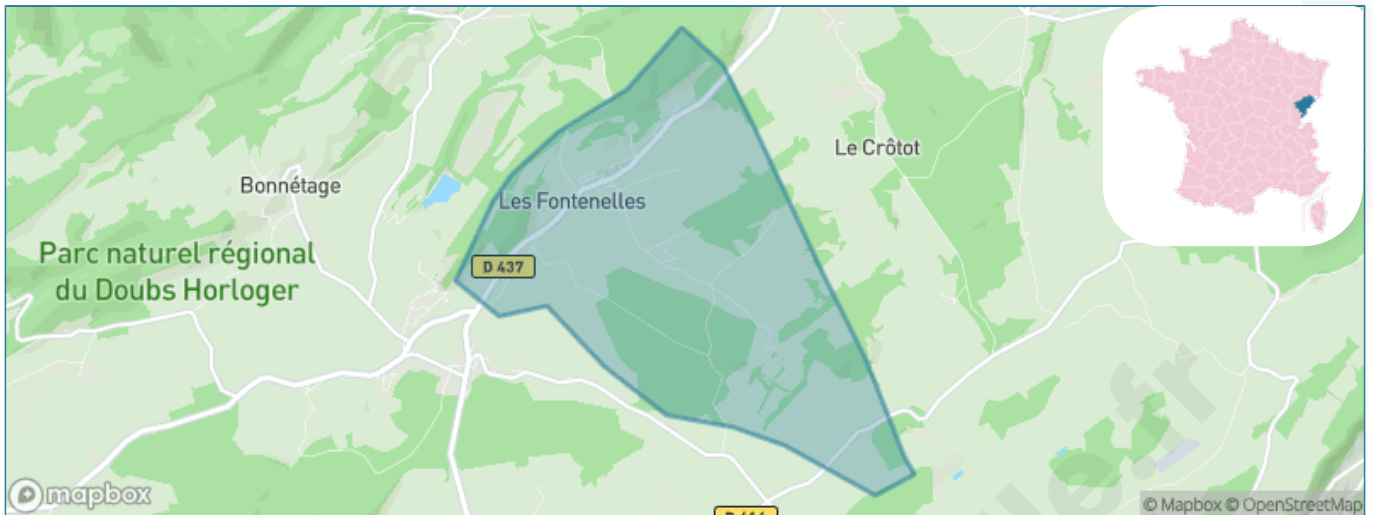 Le Crôtot
Bonnétage
Les Fontenelles
Parc naturel régional
du Doubs Horloger
D 437
mapbox
© Mapbox © OpenStreetMap